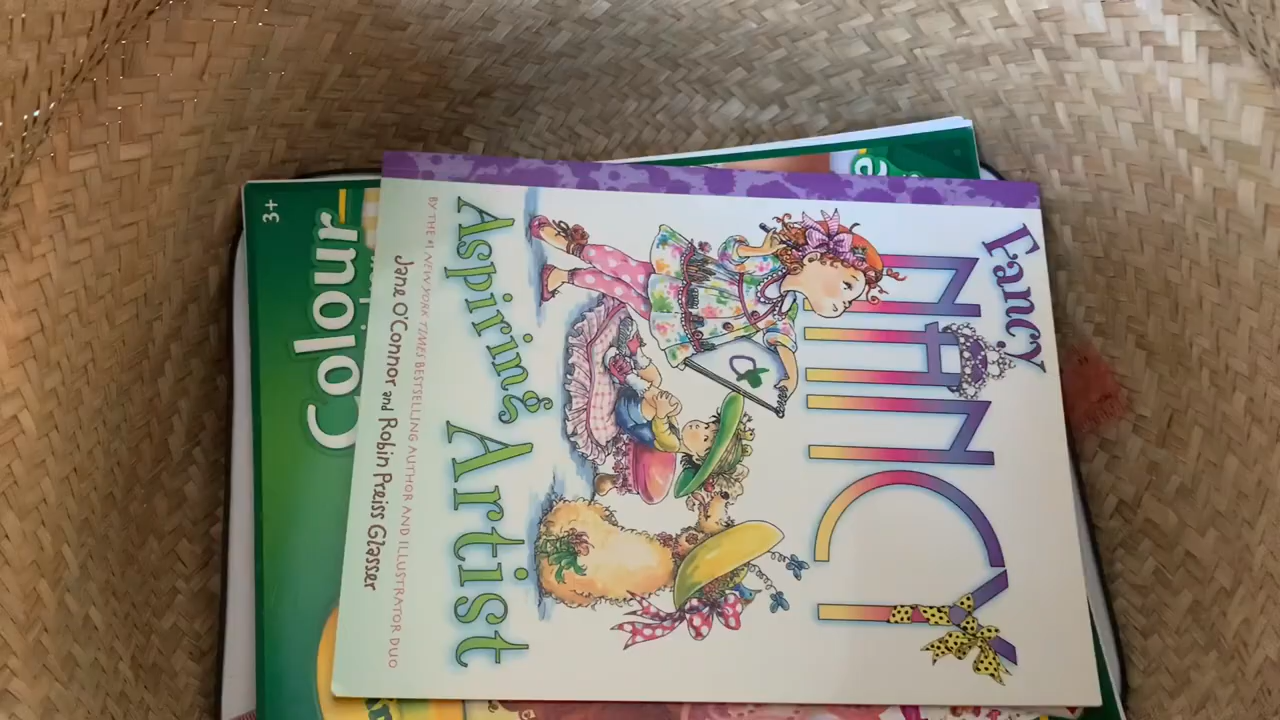 Fancy
NANCY
Aspiring Artist
BY THE #1 NEW YORK TIMES BESTSELLING AUTHOR AND ILLUSTRATOR DUO
Jane O'Connor and Robin Preiss Glasser
3+
Colour